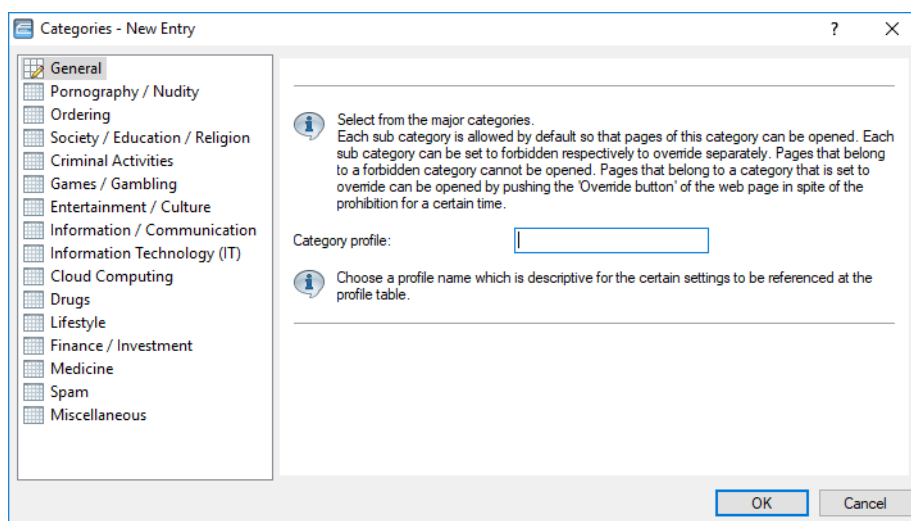 Categories - New Entry
?
General
Pornography / Nudity
Ordering
Society / Education / Religion
Criminal Activities
Games / Gambling
Entertainment / Culture
Information / Communication
Information Technology (IT)
Cloud Computing
Drugs
Lifestyle
Finance / Investment
Medicine
Spam
Miscellaneous
Select from the major categories.
Each sub category is allowed by default so that pages of this category can be opened. Each
sub category can be set to forbidden respectively to override separately. Pages that belong
to a forbidden category cannot be opened. Pages that belong to a category that is set to
override can be opened by pushing the 'Override button' of the web page in spite of the
prohibition for a certain time.
Category profile:
Choose a profile name which is descriptive for the certain settings to be referenced at the
profile table.
OK
Cancel